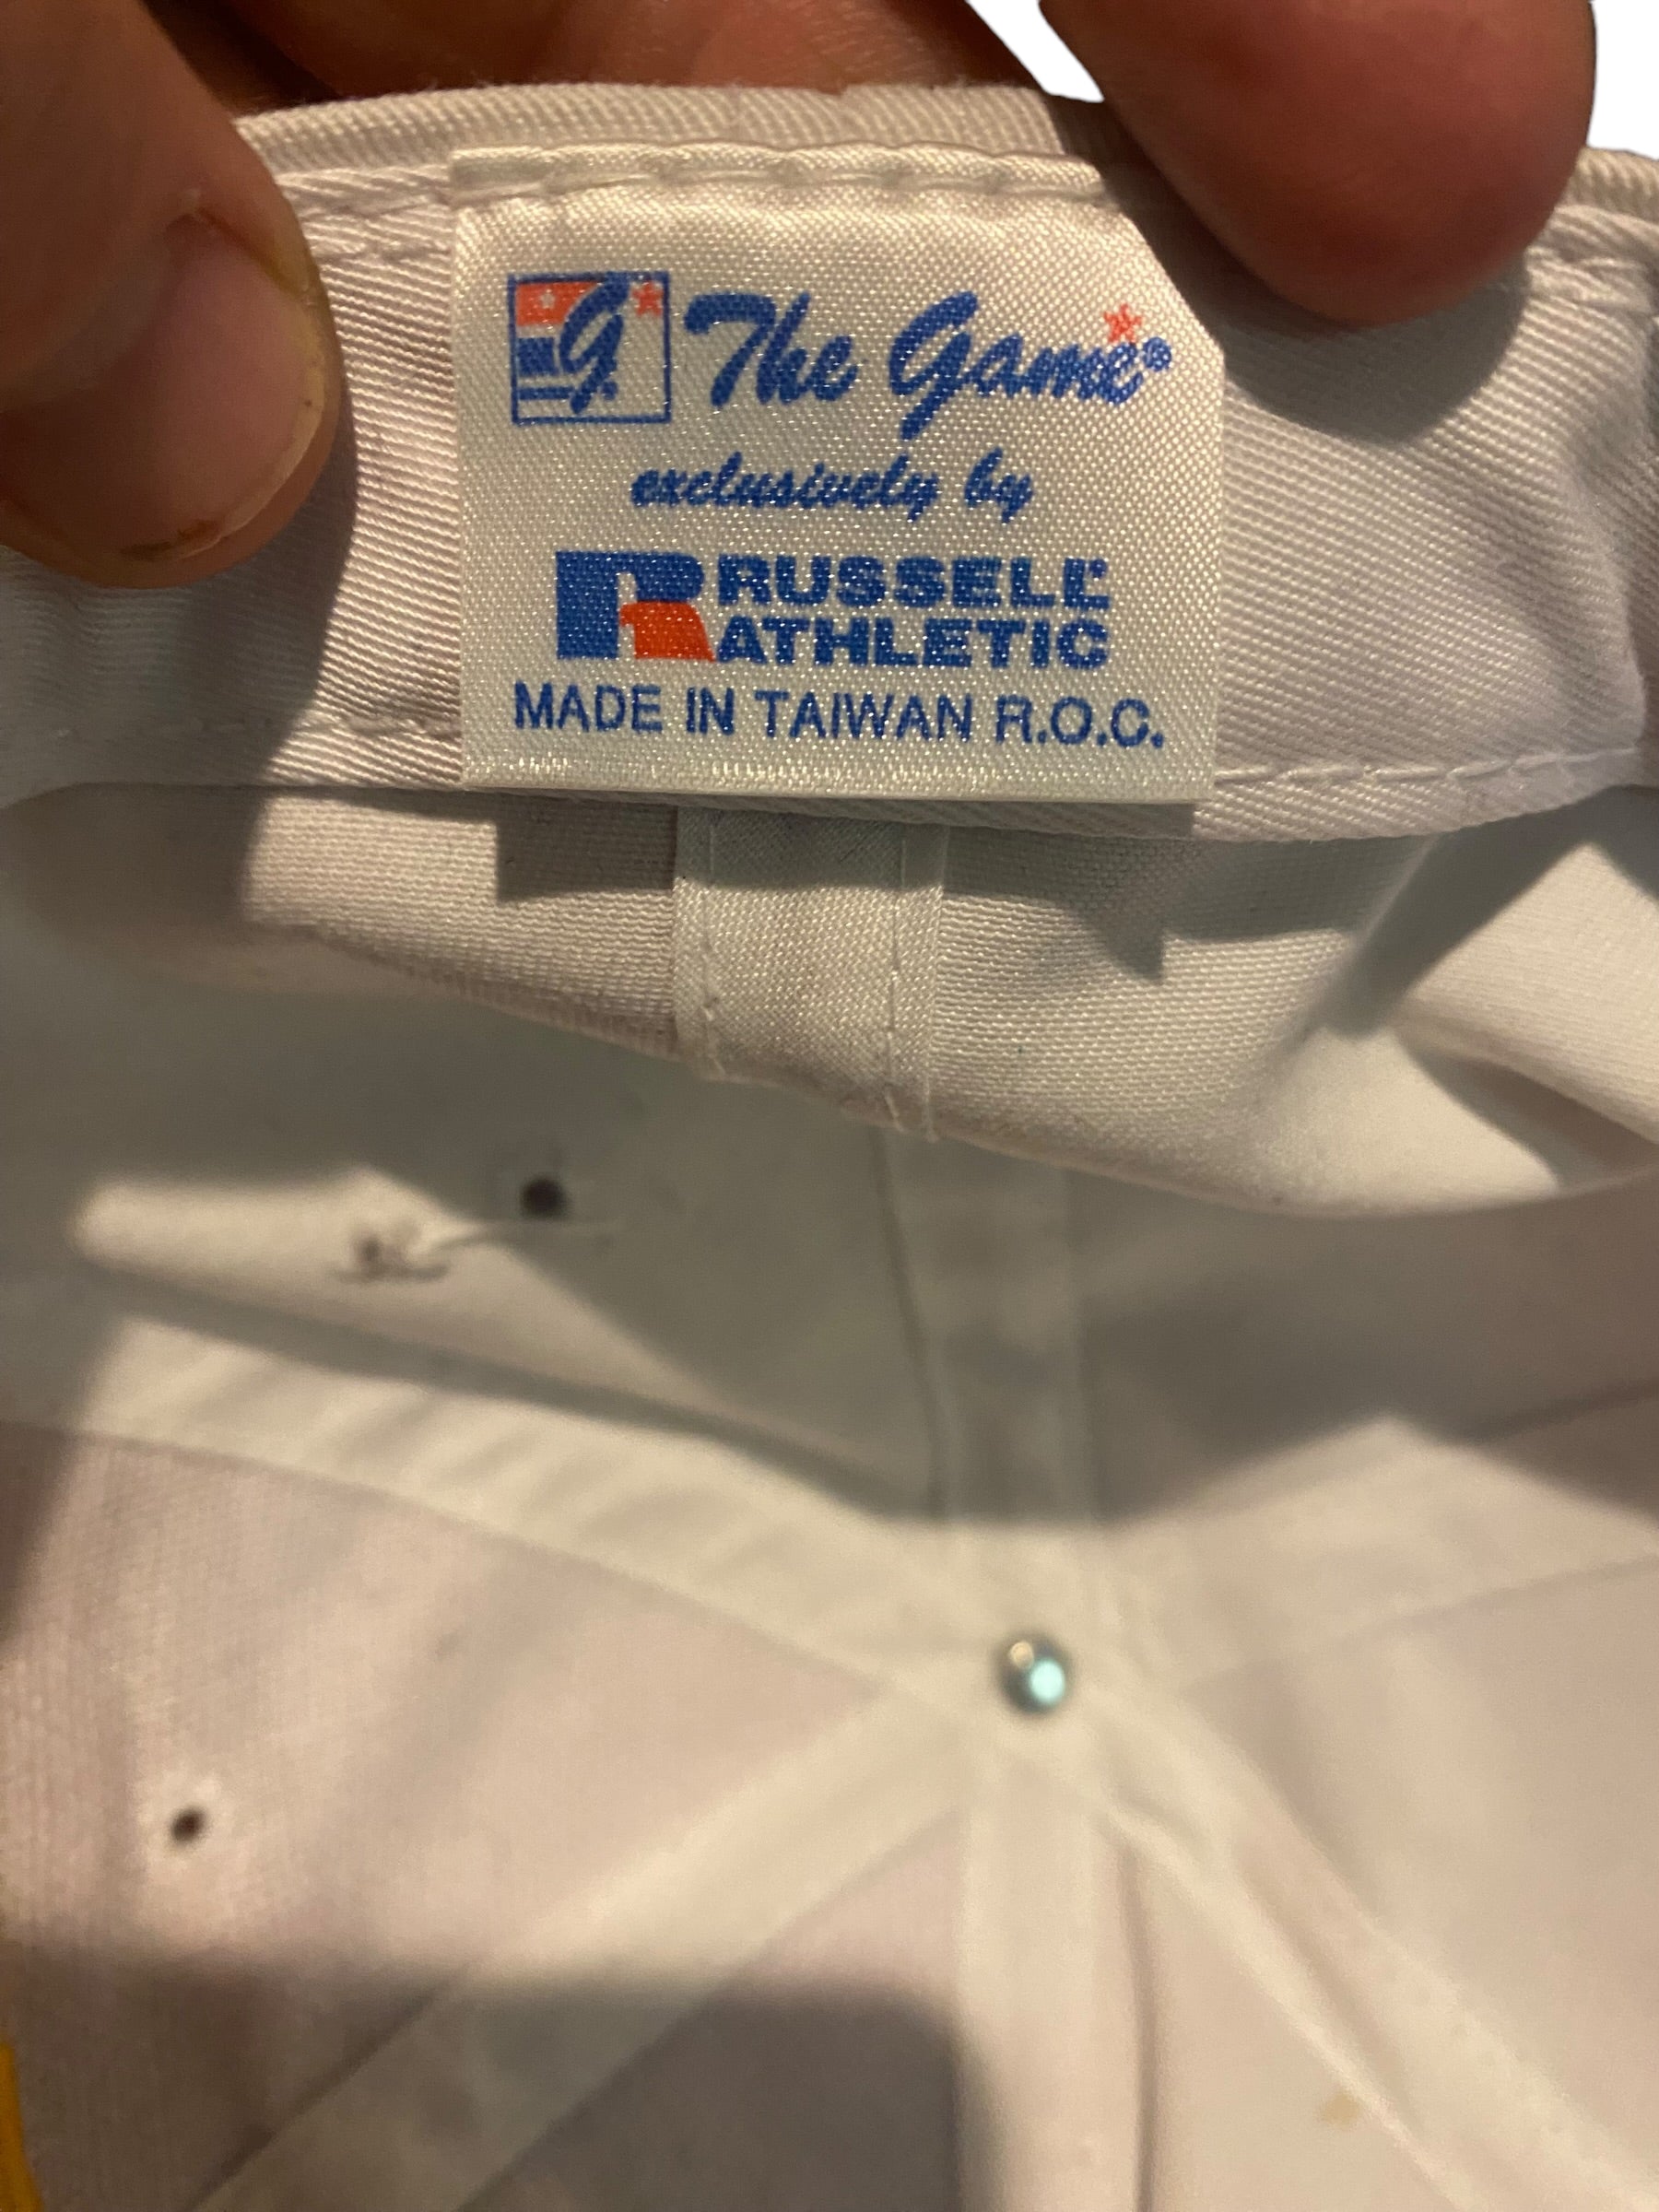 G The Game®
exclusively by
R RUSSELL®
ATHLETIC
MADE IN TAIWAN R.O.C.